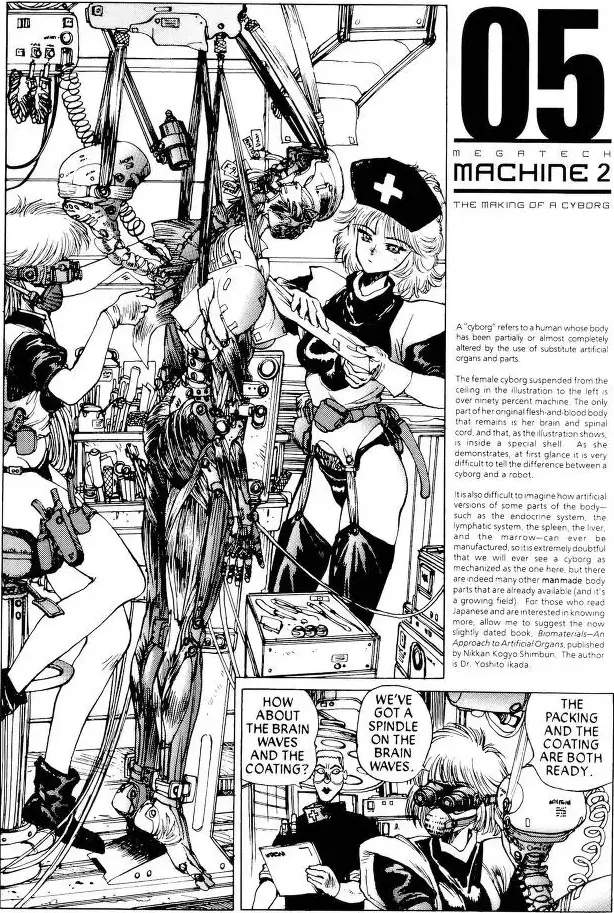 05
MEGATECH
MACHINE 2
THE MAKING OF A CYBORG
A "cyborg" refers to a human whose body
has been partially or almost completely
altered by the use of substitute artificial
organs and parts.
The female cyborg suspended from the
ceiling in the illustration to the left is
over ninety percent machine. The only
part of her original flesh-and-blood body
that remains is her brain and spinal
cord, and that, as the illustration shows,
is inside a special shell. As she
demonstrates, at first glance it is very
difficult to tell the difference between a
cyborg and a robot.
It is also difficult to imagine how artificial
versions of some parts of the body—
such as the endocrine system, the
lymphatic system, the spleen, the liver,
and the marrow—can ever be
manufactured, so it is extremely doubtful
that we will ever see a cyborg as
mechanized as the one here, but there
are indeed many other manmade body
parts that are already available (and it's
a growing field). For those who read
Japanese and are interested in knowing
more, allow me to suggest the now
slightly dated book, Biomaterials—An
Approach to Artificial Organs, published
by Nikkan Kogyo Shimbun. The author
is Dr. Yoshito Ikada.
HOW
ABOUT
THE BRAIN
WAVES
AND THE
COATING?
WE'VE
GOT A
SPINDLE
ON THE
BRAIN
WAVES.
THE
PACKING
AND THE
COATING
ARE BOTH
READY.